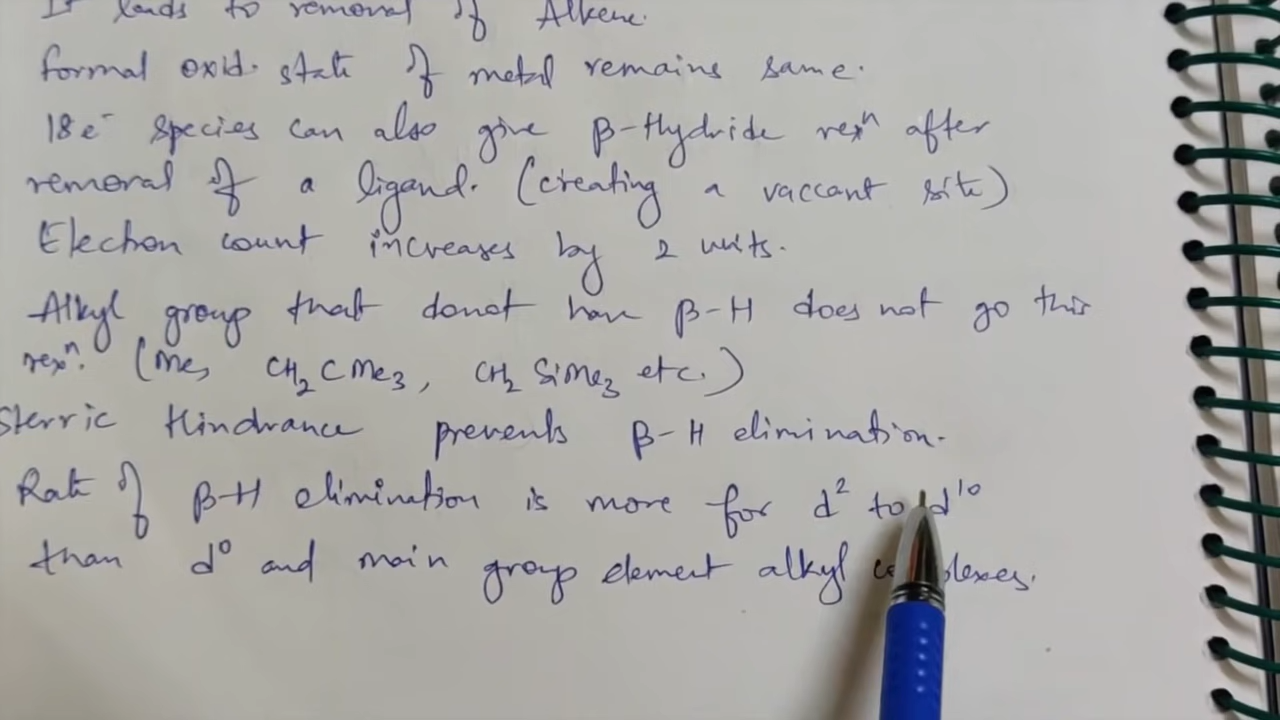 It leads to removal of Alkene.
formal oxid. state of metal remains same.
18e⁻ species can also give β-Hydride rexⁿ after
removal of a ligand. (creating a vaccant site)
Electron count increases by 2 units.
Alkyl group that donot have β-H does not go this
rexⁿ. (Me, CH₂CMe₃, CH₂SiMe₃ etc.)
Sterric Hindrance prevents β-H elimination.
Rate of β-H elimination is more for d² to d¹⁰
than d⁰ and main group element alkyl